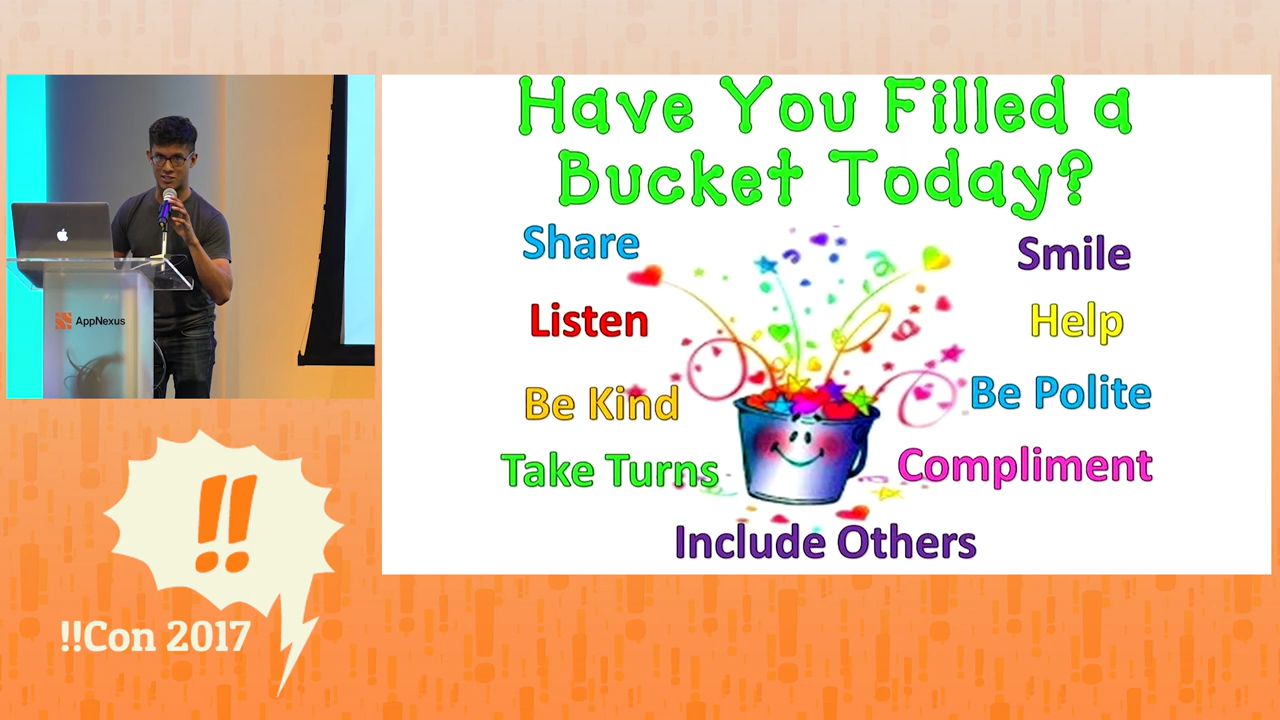 Have You Filled a
Bucket Today?
Share
Smile
Listen
Help
Be Kind
Be Polite
Take Turns
Compliment
Include Others
AppNexus
!!
!!Con 2017